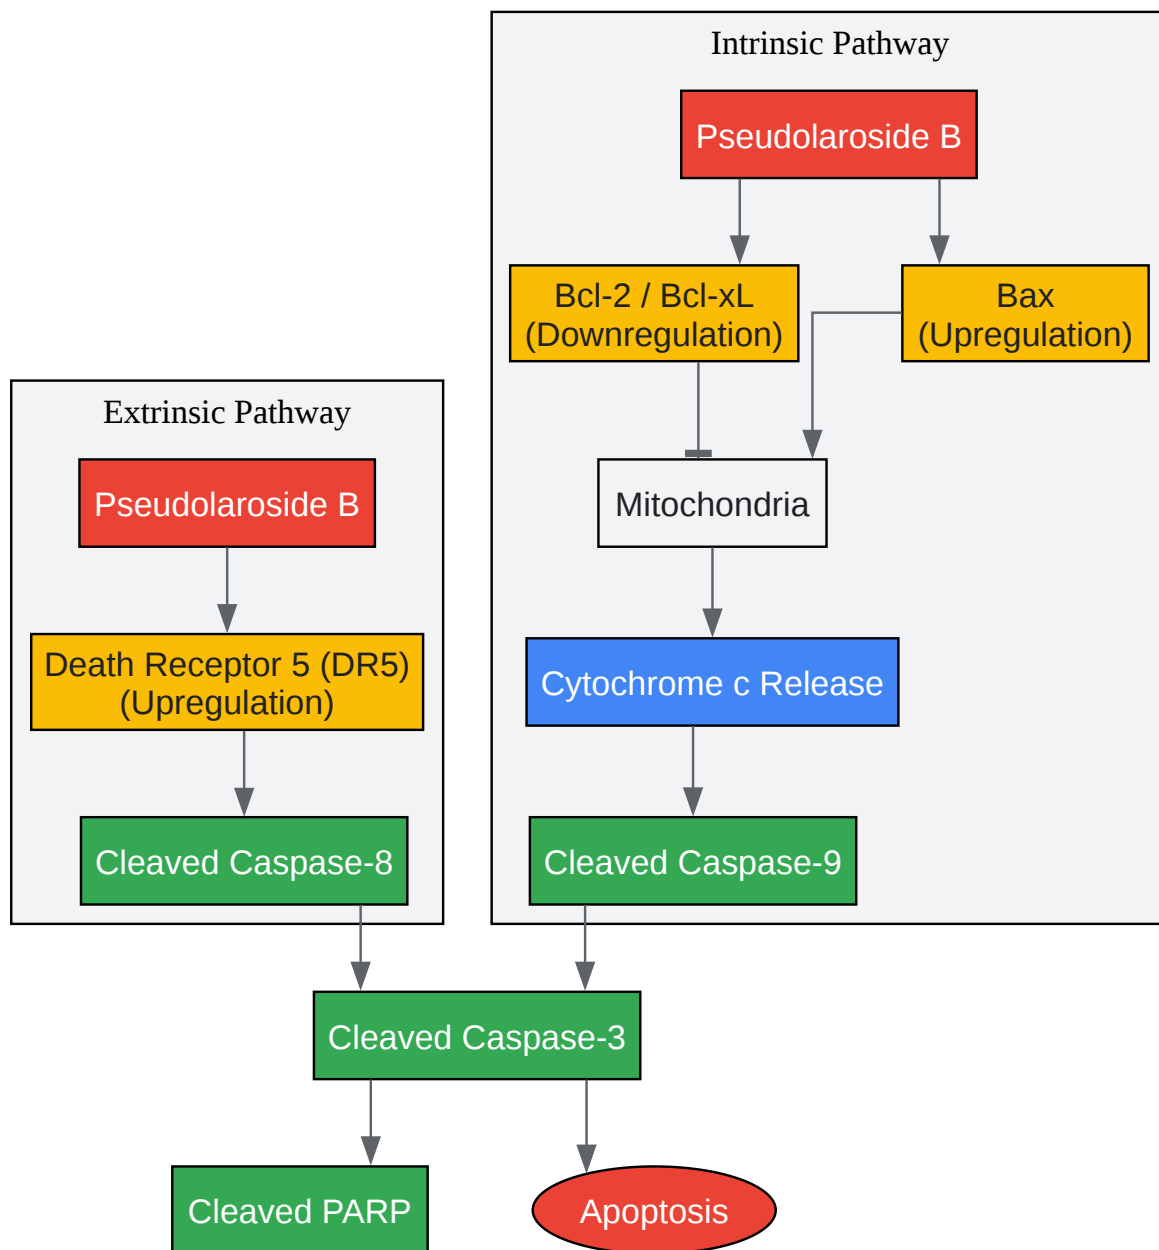 Intrinsic Pathway
Pseudolaroside B
Bcl-2 / Bcl-xL
(Downregulation)
Bax
(Upregulation)
Extrinsic Pathway
Pseudolaroside B
Mitochondria
Death Receptor 5 (DR5)
(Upregulation)
Cytochrome c Release
Cleaved Caspase-8
Cleaved Caspase-9
Cleaved Caspase-3
Cleaved PARP
Apoptosis